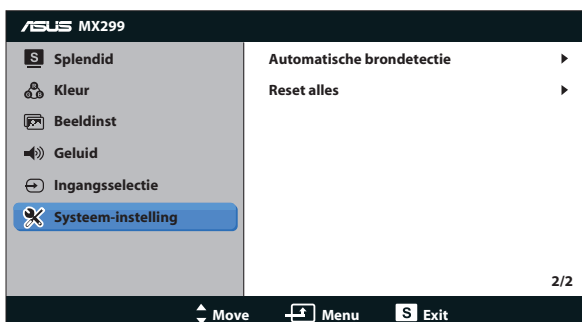 ASUS MX299
S Splendid
Kleur
Beeldinst
Geluid
Ingangsselectie
Systeem-instelling
Automatische brondetectie
Reset alles
2/2
Move Menu S Exit